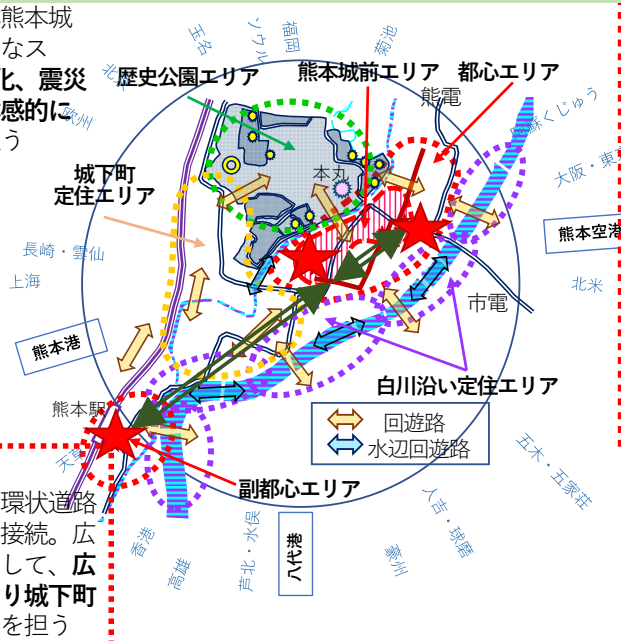 熊本城
なス
化、震災
感的に
う
玉名
ソウル
福岡
菊池
北京
欧州
歴史公園エリア
熊本城前エリア
都心エリア
熊電
阿蘇くじゅう
大阪・東京
城下町
定住エリア
本丸
熊本空港
長崎・雲仙
上海
北米
市電
熊本港
白川沿い定住エリア
熊本駅
回遊路
水辺回遊路
天草
副都心エリア
五木・五家荘
人吉・球磨
環状道路
接続。広
して、広
り城下町
を担う
香港
高雄
芦北・水俣
八代港
豪州